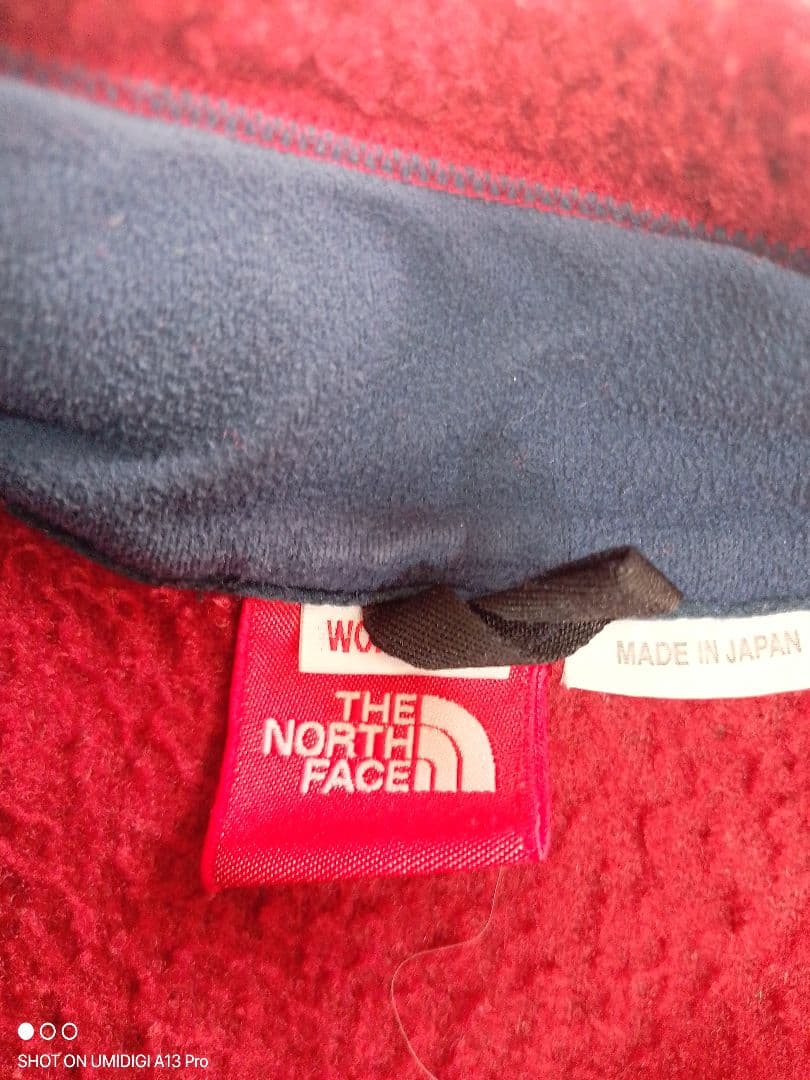 MADE IN JAPAN
THE
NORTH
FACE
SHOT ON UMIDIGI A13 Pro